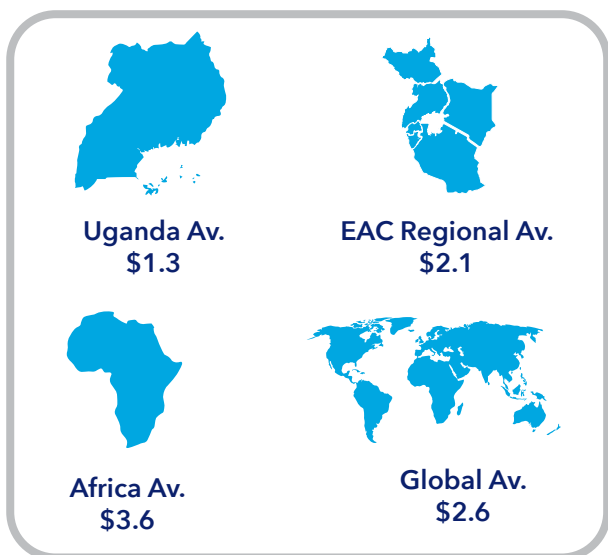 Uganda Av.
$1.3
EAC Regional Av.
$2.1
Africa Av.
$3.6
Global Av.
$2.6